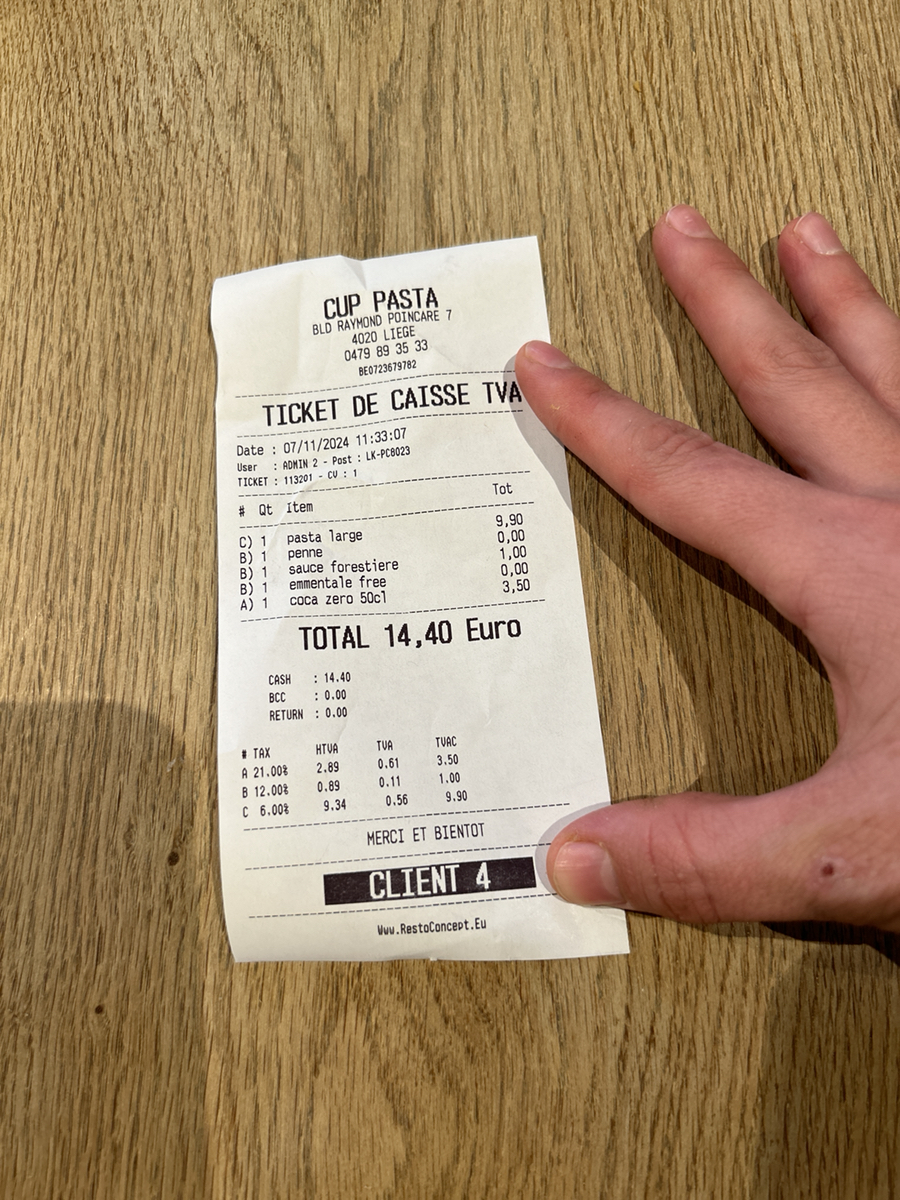 CUP PASTA
BLD RAYMOND POINCARE 7
4020 LIEGE
0479 89 35 33
BE0723679782
TICKET DE CAISSE TVA
Date : 07/11/2024 11:33:07
User : ADMIN 2 - Post : LK-PC8023
TICKET : 113201 - CU : 1
# Qt Item Tot
C) 1 pasta large 9,90
B) 1 penne 0,00
B) 1 sauce forestiere 1,00
B) 1 emmentale free 0,00
A) 1 coca zero 50cl 3,50
TOTAL 14,40 Euro
CASH : 14.40
BCC : 0.00
RETURN : 0.00
# TAX HTVA TVA TVAC
A 21.00% 2.89 0.61 3.50
B 12.00% 0.89 0.11 1.00
C 6.00% 9.34 0.56 9.90
MERCI ET BIENTOT
CLIENT 4
Www.RestoConcept.Eu